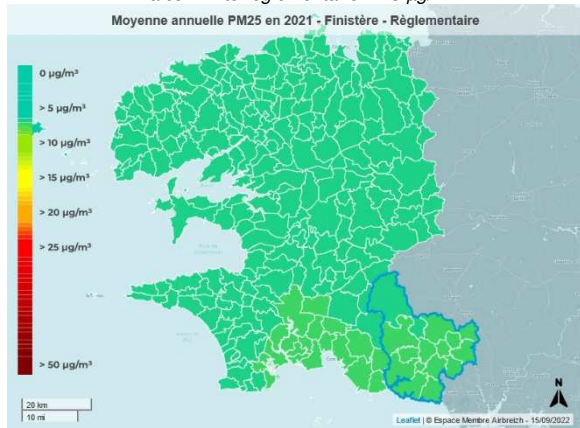 Moyenne annuelle PM25 en 2021 - Finistère - Règlementaire
0 µg/m³
> 5 µg/m³
> 10 µg/m³
> 15 µg/m³
> 20 µg/m³
> 25 µg/m³
> 50 µg/m³
20 km
10 mi
N
Leaflet | © Espace Membre Airbreizh - 15/09/2022